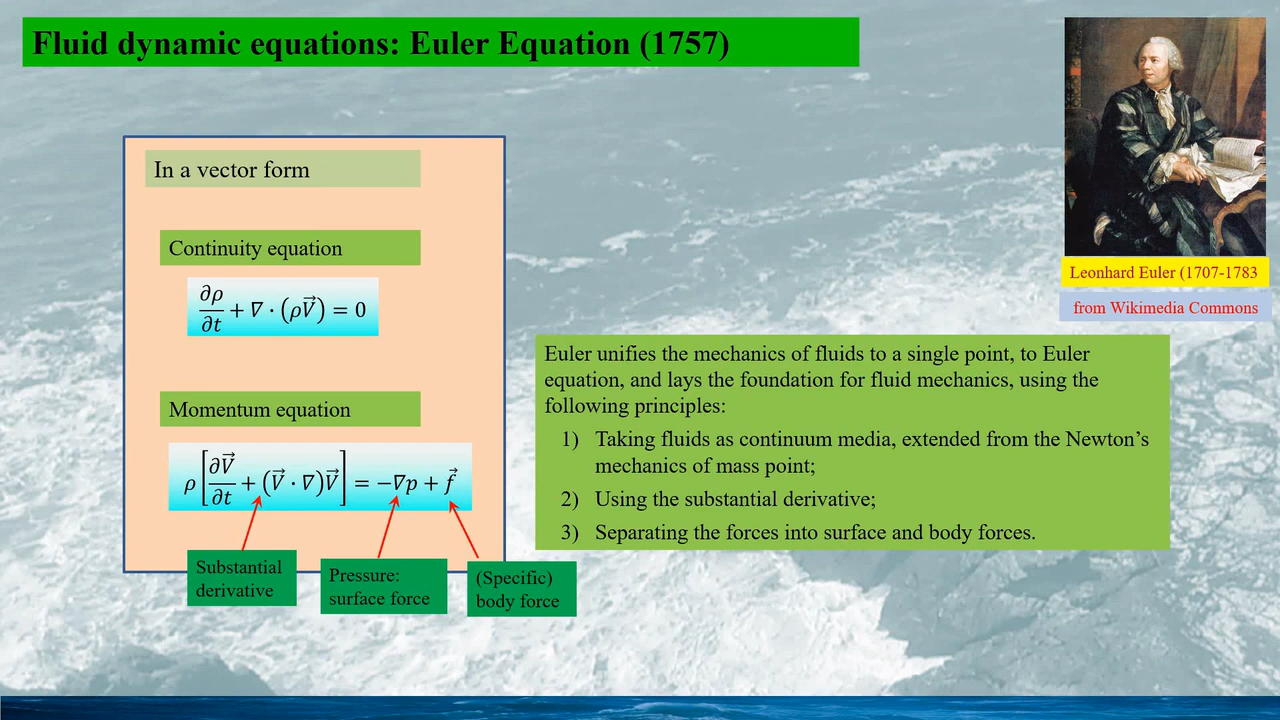 Fluid dynamic equations: Euler Equation (1757)
In a vector form
Continuity equation
∂ρ/∂t + ∇ · (ρV⃗) = 0
Momentum equation
ρ[∂V⃗/∂t + (V⃗ · ∇)V⃗] = −∇p + f⃗
Substantial
derivative
Pressure:
surface force
(Specific)
body force
Leonhard Euler (1707-1783
from Wikimedia Commons
Euler unifies the mechanics of fluids to a single point, to Euler
equation, and lays the foundation for fluid mechanics, using the
following principles:
1) Taking fluids as continuum media, extended from the Newton’s
mechanics of mass point;
2) Using the substantial derivative;
3) Separating the forces into surface and body forces.